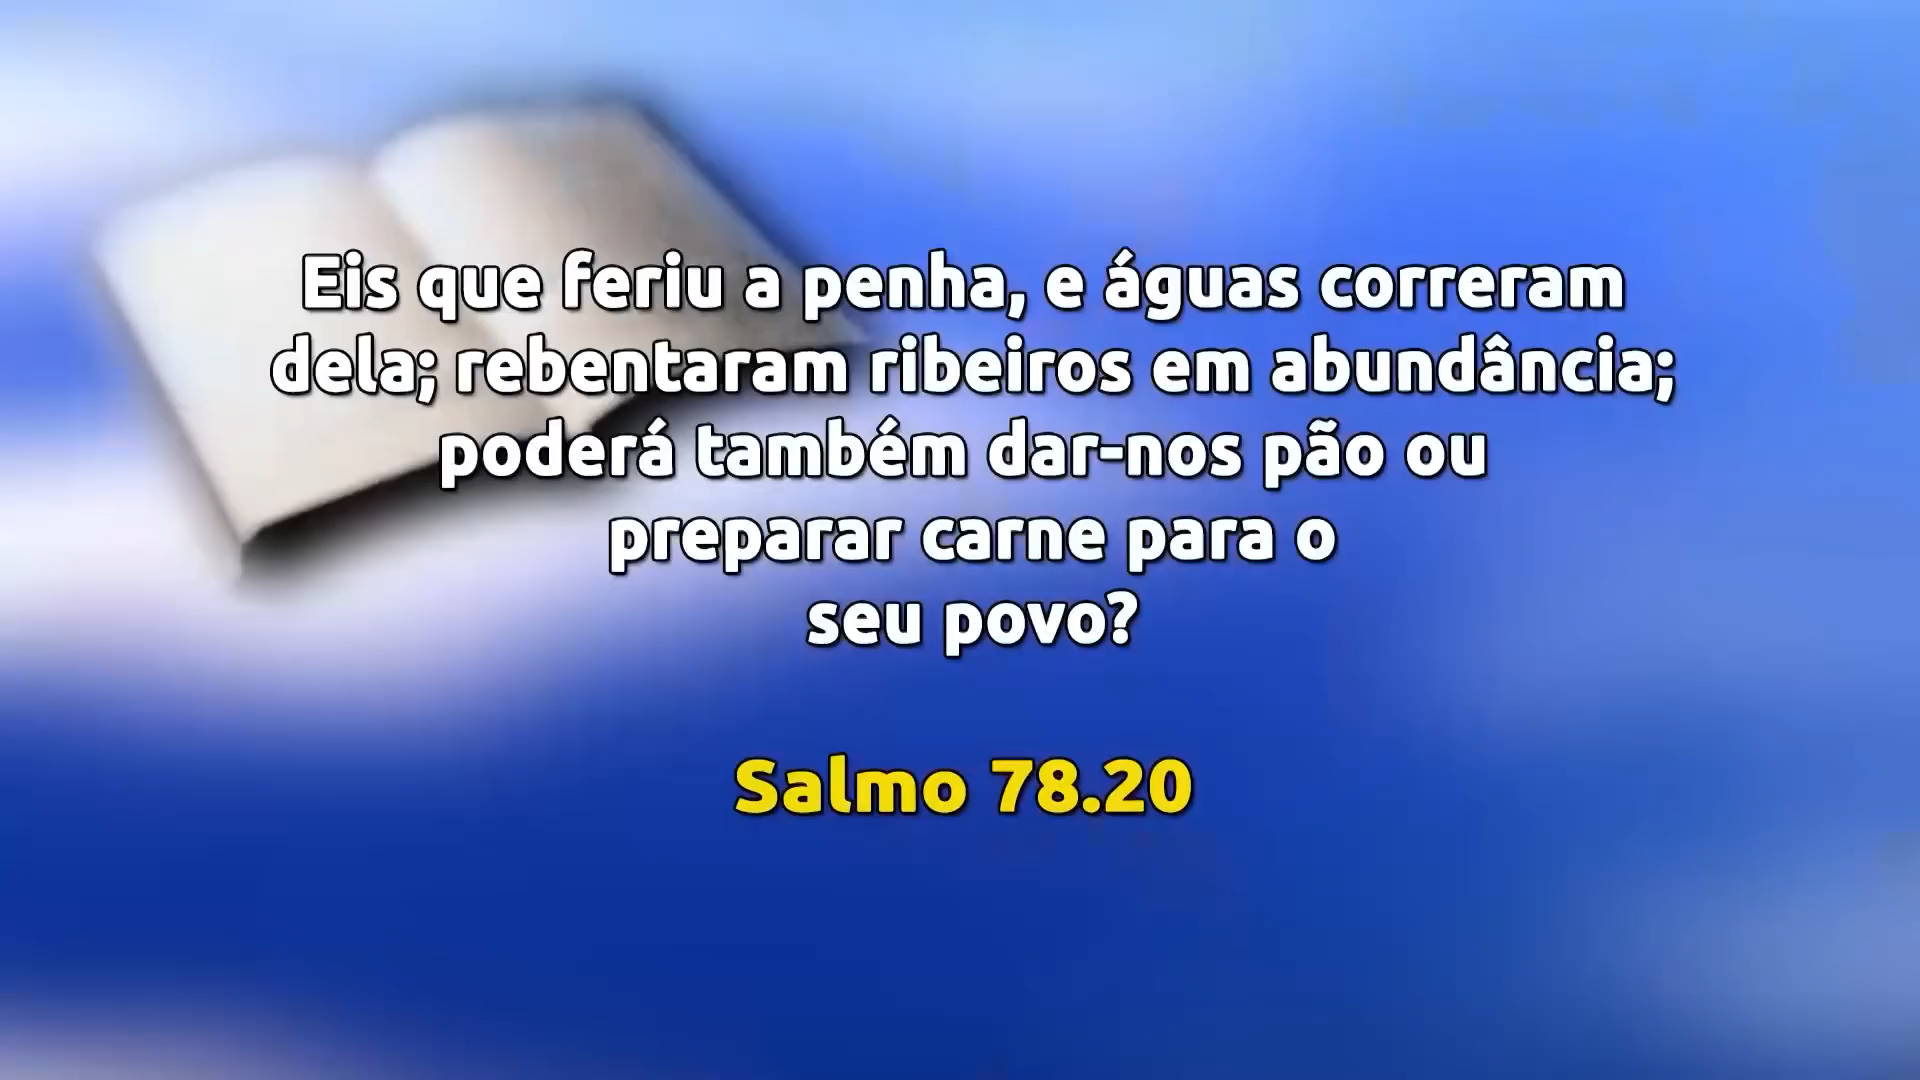 Eis que feriu a penha, e águas correram
dela; rebentaram ribeiros em abundância;
poderá também dar-nos pão ou
preparar carne para o
seu povo?
Salmo 78.20